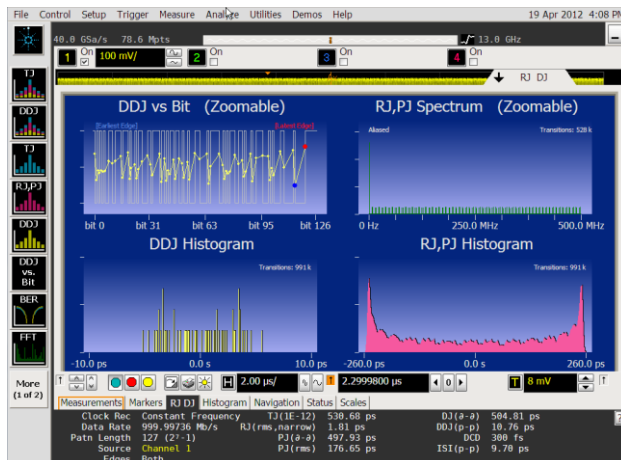 File Control Setup Trigger Measure Analyze Utilities Demos Help 19 Apr 2012 4:08 PM
40.0 GSa/s 78.6 Mpts 13.0 GHz
1 On 100 mV/ 2 On 3 On 4 On
RJ DJ
TJ
DDJ
TJ
RJ,PJ
DDJ
DDJ
vs.
Bit
BER
FFT
More
(1 of 2)
DDJ vs Bit (Zoomable)
[Earliest Edge] [Latest Edge]
bit 0 bit 31 bit 63 bit 95 bit 126
RJ,PJ Spectrum (Zoomable)
Aliased Transitions: 528 k
0 Hz 250.0 MHz 500.0 MHz
DDJ Histogram
Transitions: 991 k
-10.0 ps 0.0 s 10.0 ps
RJ,PJ Histogram
Transitions: 991 k
-260.0 ps 0.0 s 260.0 ps
H 2.00 µs/ 2.2999800 µs 0 T 8 mV
Measurements Markers RJ DJ Histogram Navigation Status Scales
Clock Rec Constant Frequency TJ(1E-12) 530.68 ps DJ(∂-∂) 504.81 ps
Data Rate 999.99736 Mb/s RJ(rms,narrow) 1.81 ps DDJ(p-p) 10.76 ps
Patn Length 127 (2⁷-1) PJ(∂-∂) 497.93 ps DCD 300 fs
Source Channel 1 PJ(rms) 176.65 ps ISI(p-p) 9.70 ps
Edges Both